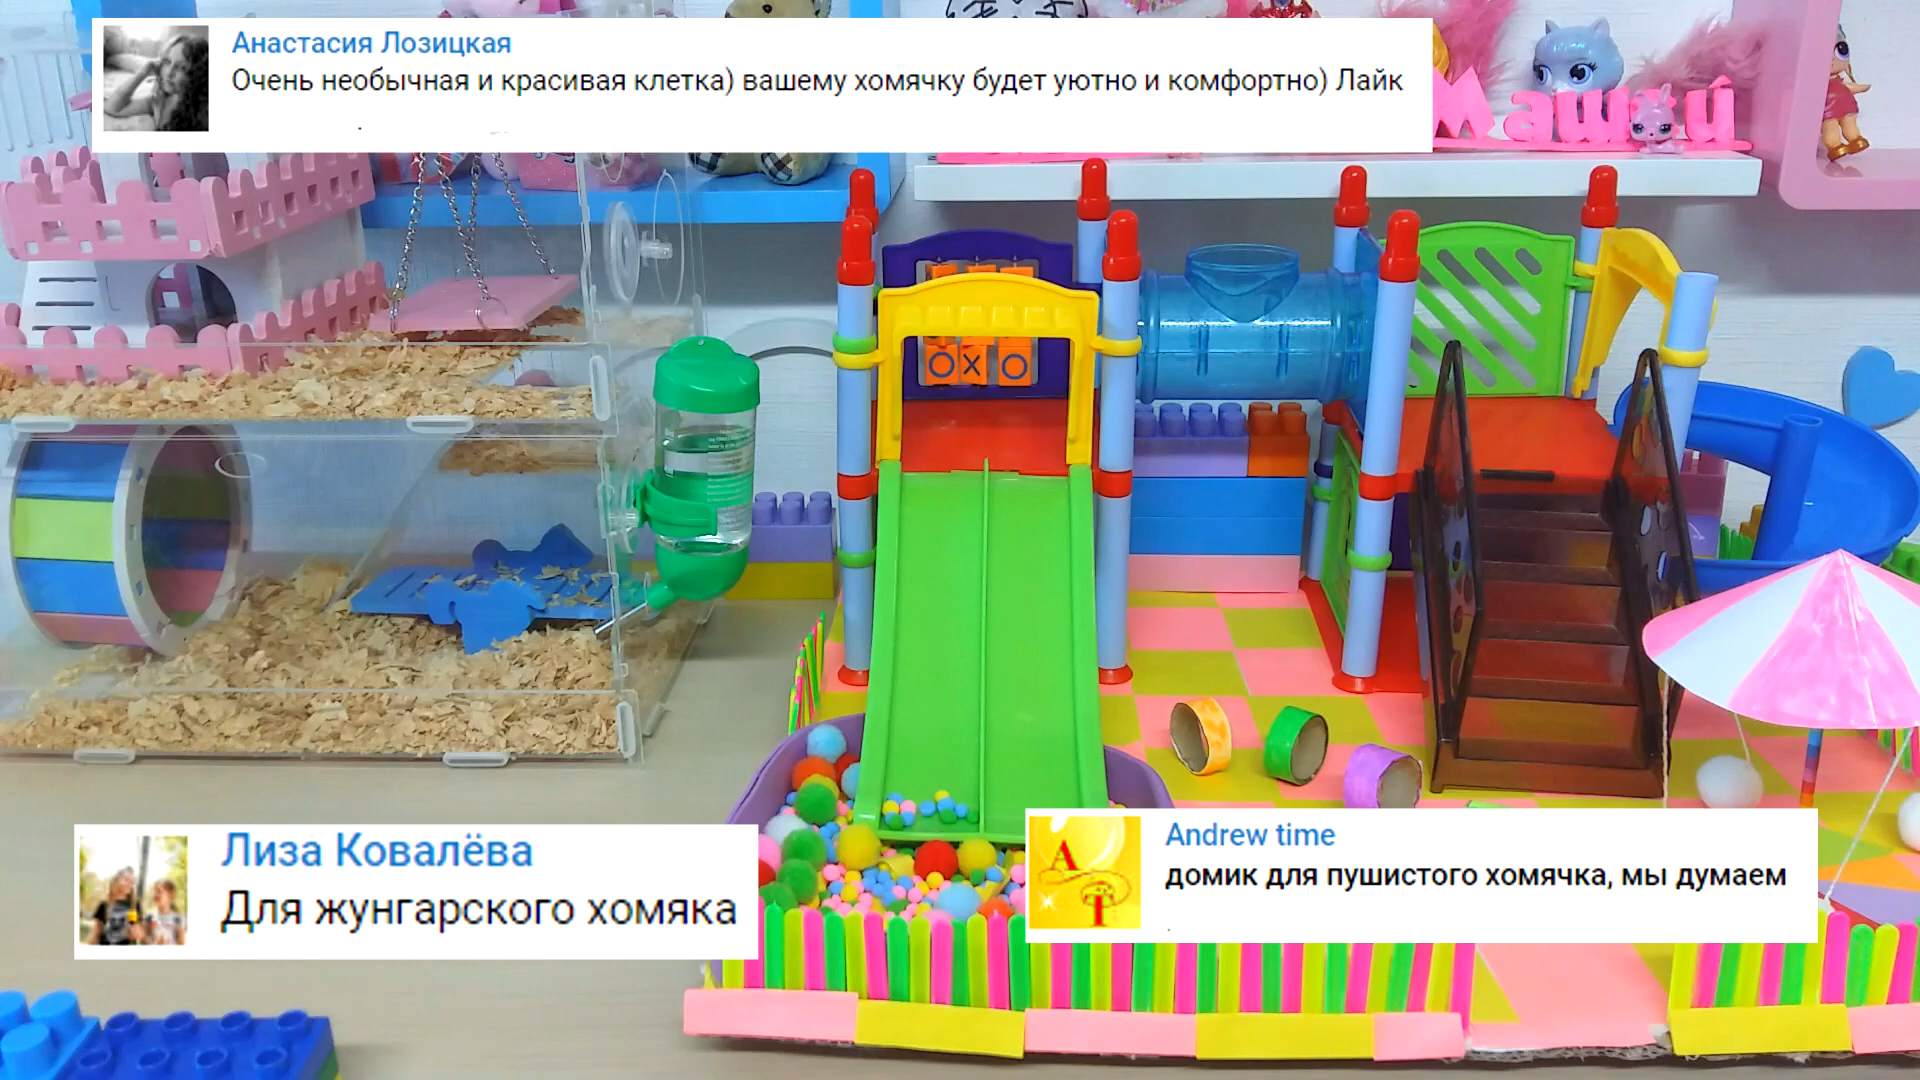 Анастасия Лозицкая
Очень необычная и красивая клетка) вашему хомячку будет уютно и комфортно) Лайк
Машей
OXO
Лиза Ковалёва
Для жунгарского хомяка
Andrew time
домик для пушистого хомячка, мы думаем
A
T